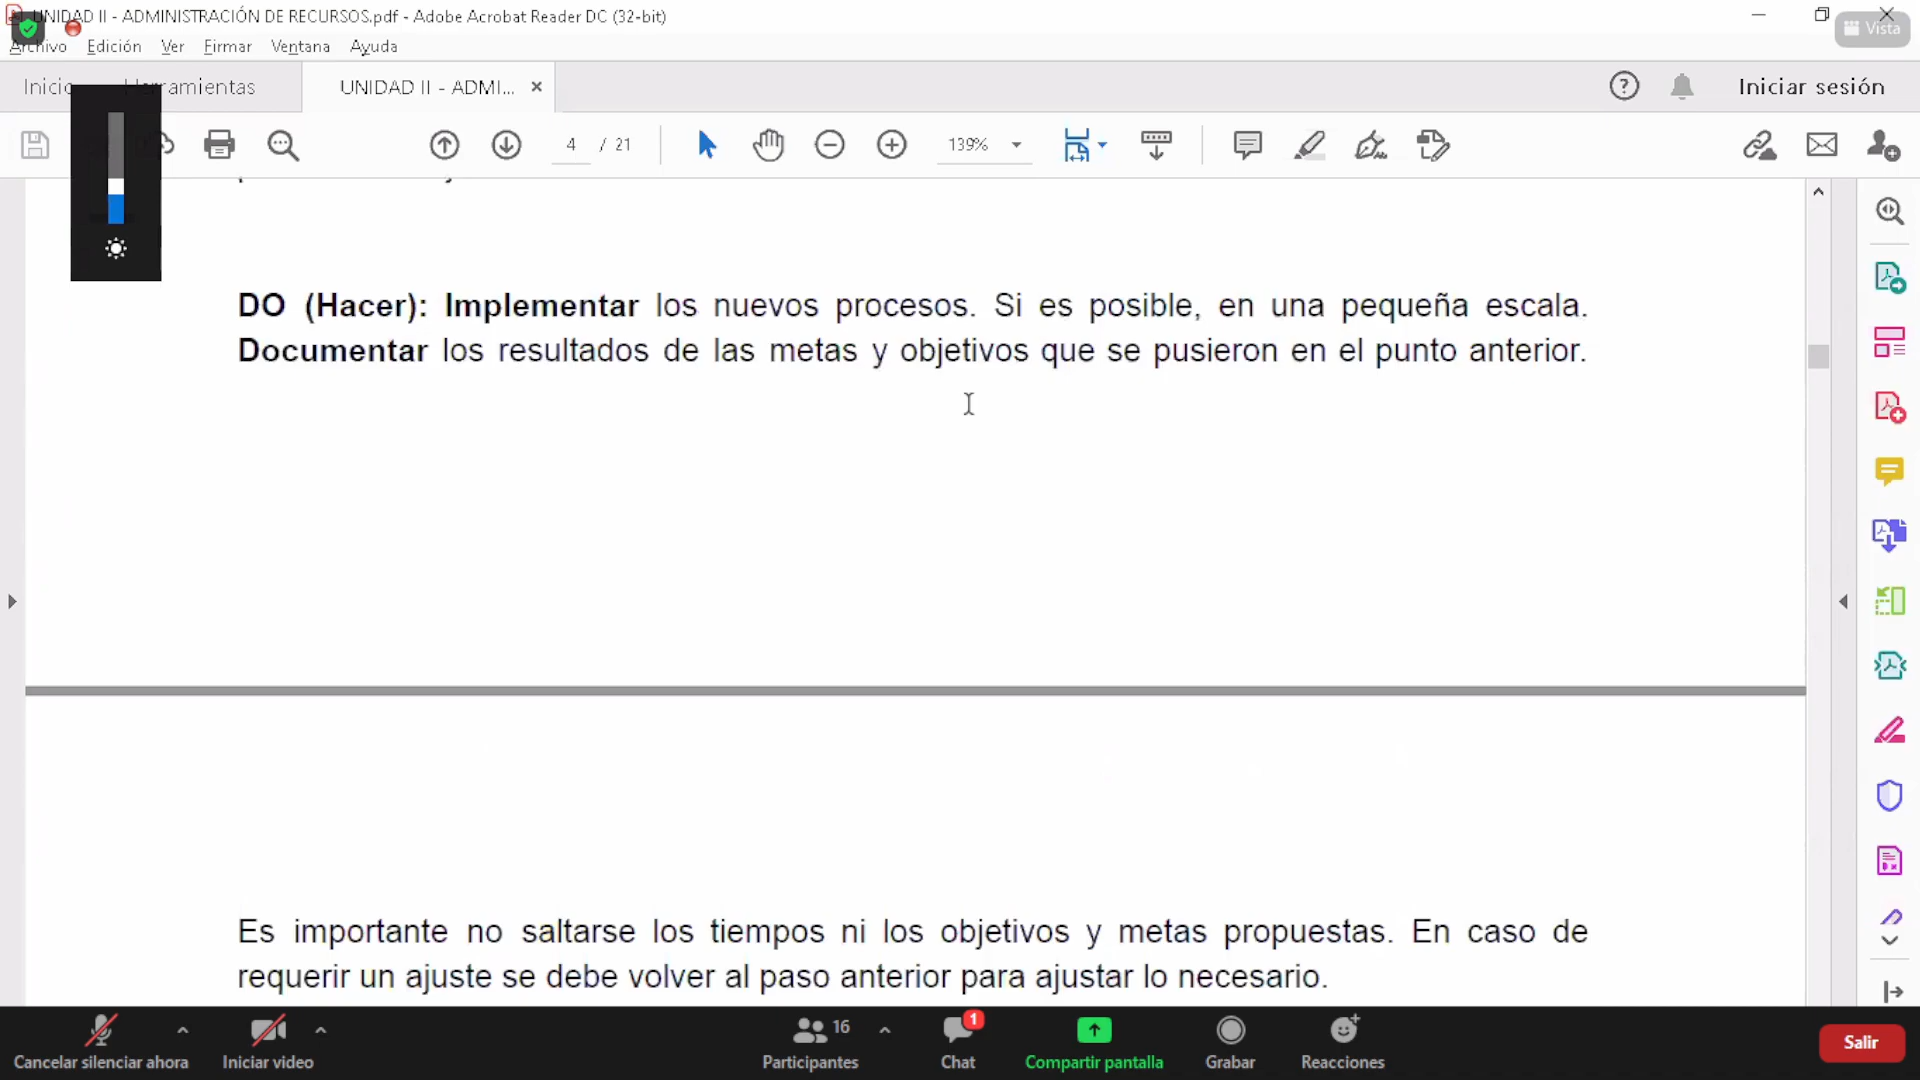 UNIDAD II - ADMINISTRACIÓN DE RECURSOS.pdf - Adobe Acrobat Reader DC (32-bit)
Vista
Archivo Edición Ver Firmar Ventana Ayuda
Inicio Herramientas UNIDAD II - ADMI... × Iniciar sesión
4 / 21 139%
DO (Hacer): Implementar los nuevos procesos. Si es posible, en una pequeña escala.
Documentar los resultados de las metas y objetivos que se pusieron en el punto anterior.
Es importante no saltarse los tiempos ni los objetivos y metas propuestas. En caso de
requerir un ajuste se debe volver al paso anterior para ajustar lo necesario.
16 1
Cancelar silenciar ahora Iniciar video Participantes Chat Compartir pantalla Grabar Reacciones Salir